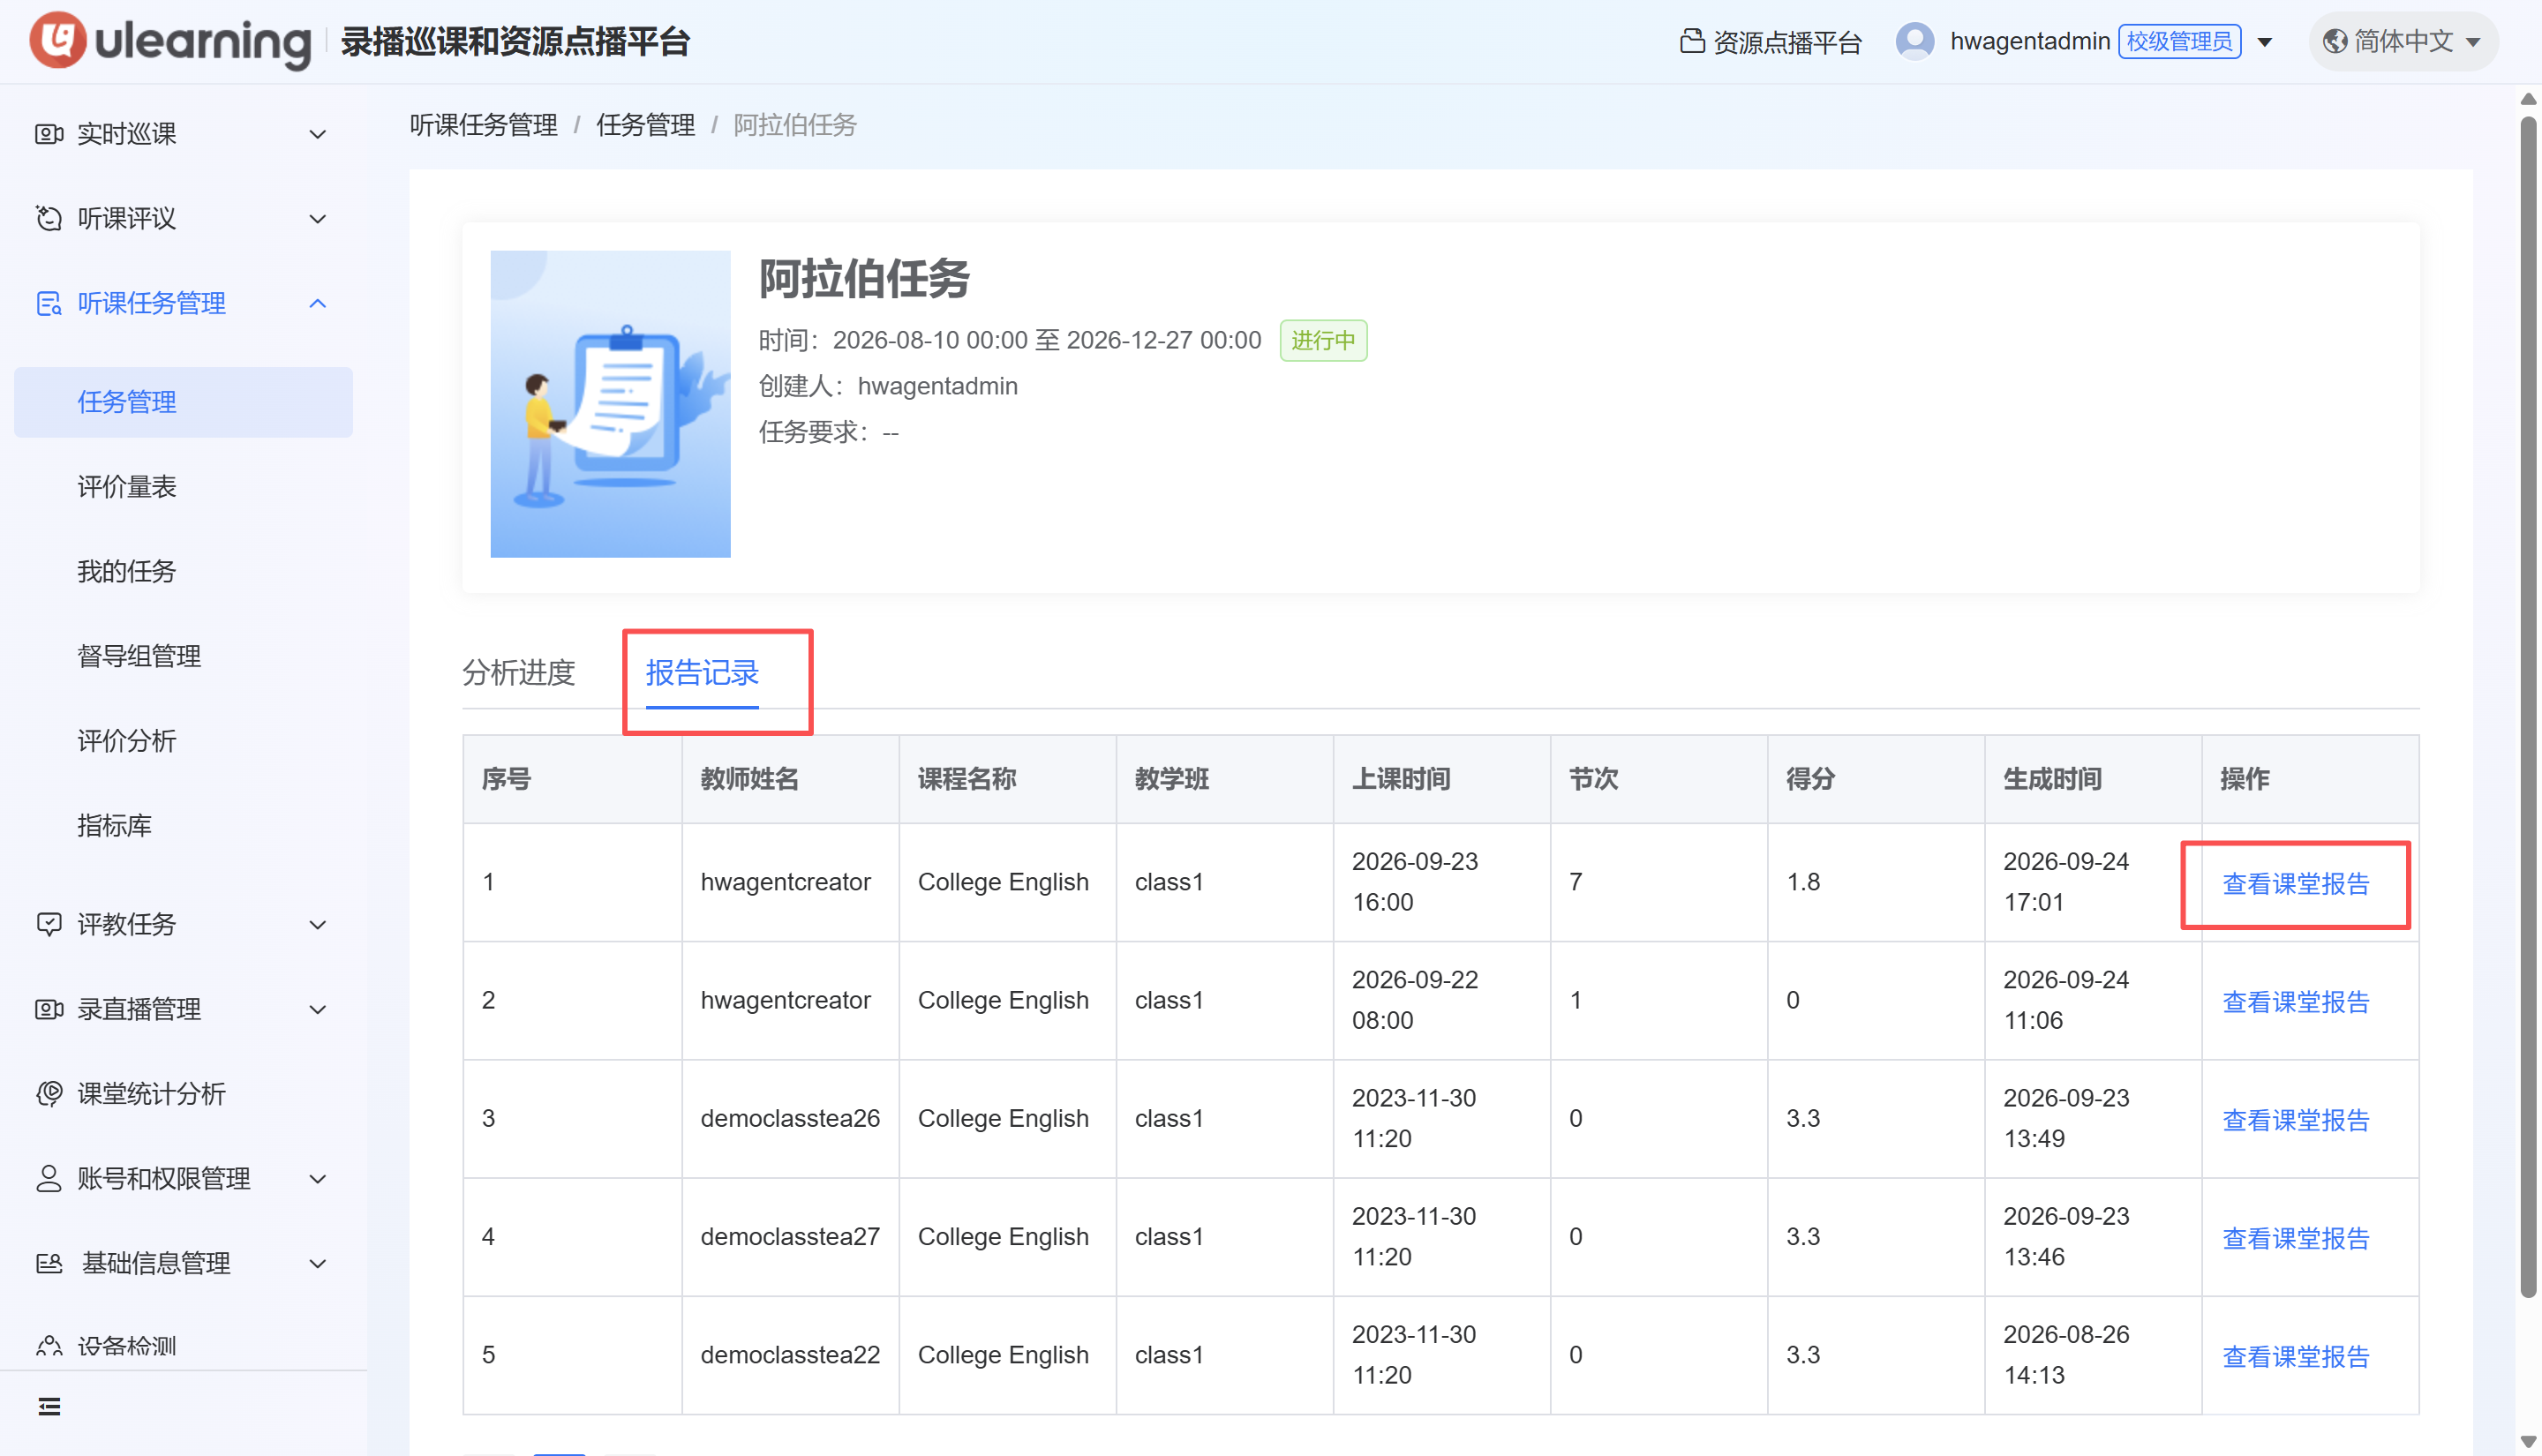 ulearning 录播巡课和资源点播平台
资源点播平台
hwagentadmin 校级管理员
简体中文
实时巡课
听课评议
听课任务管理
任务管理
评价量表
我的任务
督导组管理
评价分析
指标库
评教任务
录直播管理
课堂统计分析
账号和权限管理
基础信息管理
设备检测
听课任务管理 / 任务管理 / 阿拉伯任务
阿拉伯任务
时间：2026-08-10 00:00 至 2026-12-27 00:00 进行中
创建人：hwagentadmin
任务要求：--
分析进度 报告记录
序号 教师姓名 课程名称 教学班 上课时间 节次 得分 生成时间 操作
1 hwagentcreator College English class1 2026-09-23 16:00 7 1.8 2026-09-24 17:01 查看课堂报告
2 hwagentcreator College English class1 2026-09-22 08:00 1 0 2026-09-24 11:06 查看课堂报告
3 democlasstea26 College English class1 2023-11-30 11:20 0 3.3 2026-09-23 13:49 查看课堂报告
4 democlasstea27 College English class1 2023-11-30 11:20 0 3.3 2026-09-23 13:46 查看课堂报告
5 democlasstea22 College English class1 2023-11-30 11:20 0 3.3 2026-08-26 14:13 查看课堂报告